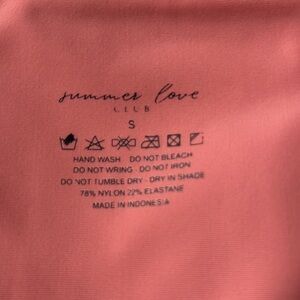 summer love
CLUB
S
HAND WASH DO NOT BLEACH
DO NOT WRING DO NOT IRON
DO NOT TUMBLE DRY - DRY IN SHADE
78% NYLON 22% ELASTANE
MADE IN INDONESIA